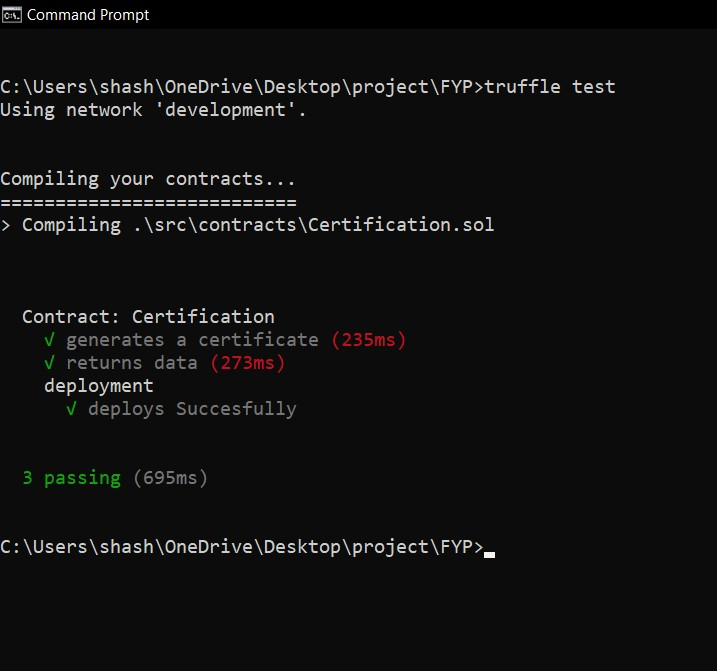 Command Prompt
C:\Users\shash\OneDrive\Desktop\project\FYP>truffle test
Using network 'development'.
Compiling your contracts...
===========================
> Compiling .\src\contracts\Certification.sol
Contract: Certification
√ generates a certificate (235ms)
√ returns data (273ms)
deployment
√ deploys Succesfully
3 passing (695ms)
C:\Users\shash\OneDrive\Desktop\project\FYP>